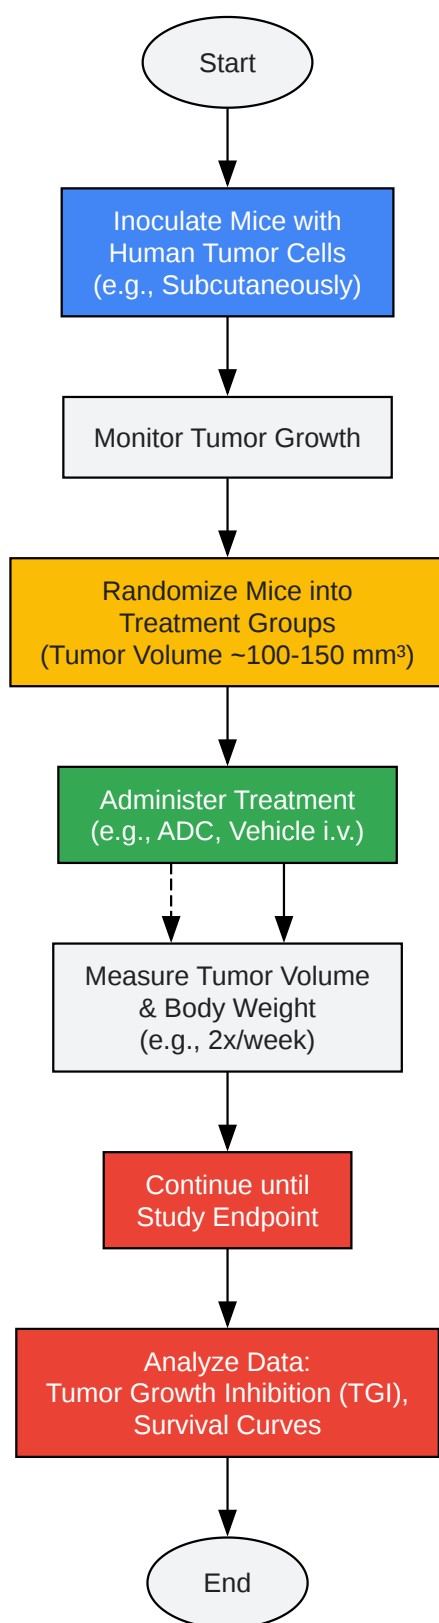 Start
Inoculate Mice with
Human Tumor Cells
(e.g., Subcutaneously)
Monitor Tumor Growth
Randomize Mice into
Treatment Groups
(Tumor Volume ~100-150 mm³)
Administer Treatment
(e.g., ADC, Vehicle i.v.)
Measure Tumor Volume
& Body Weight
(e.g., 2x/week)
Continue until
Study Endpoint
Analyze Data:
Tumor Growth Inhibition (TGI),
Survival Curves
End